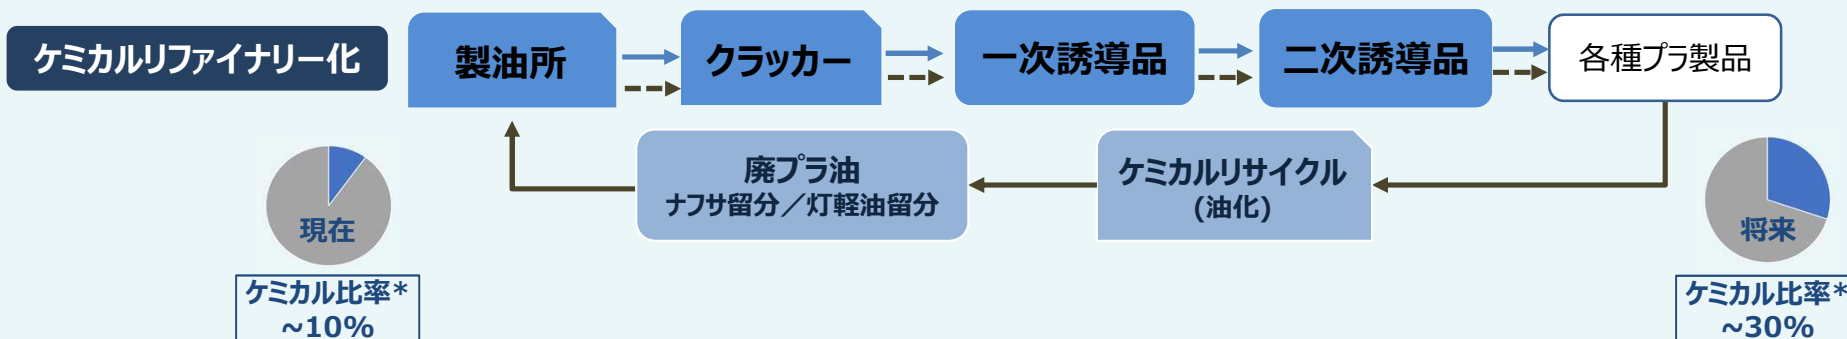 ケミカルリファイナリー化
製油所
クラッカー
一次誘導品
二次誘導品
各種プラ製品
廃プラ油
ナフサ留分／灯軽油留分
ケミカルリサイクル
(油化)
現在
ケミカル比率*
~10%
将来
ケミカル比率*
~30%